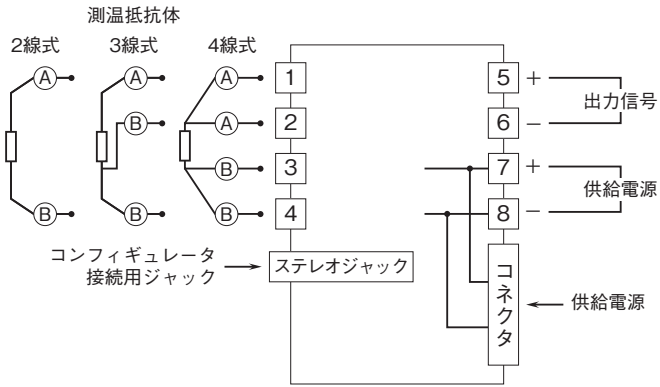 測温抵抗体
2線式 3線式 4線式
A A A 1 5 +
出力信号
B A 2 6 −
B 3 7 +
供給電源
B B B 4 8 −
コンフィギュレータ
接続用ジャック
ステレオジャック
コネクタ
供給電源